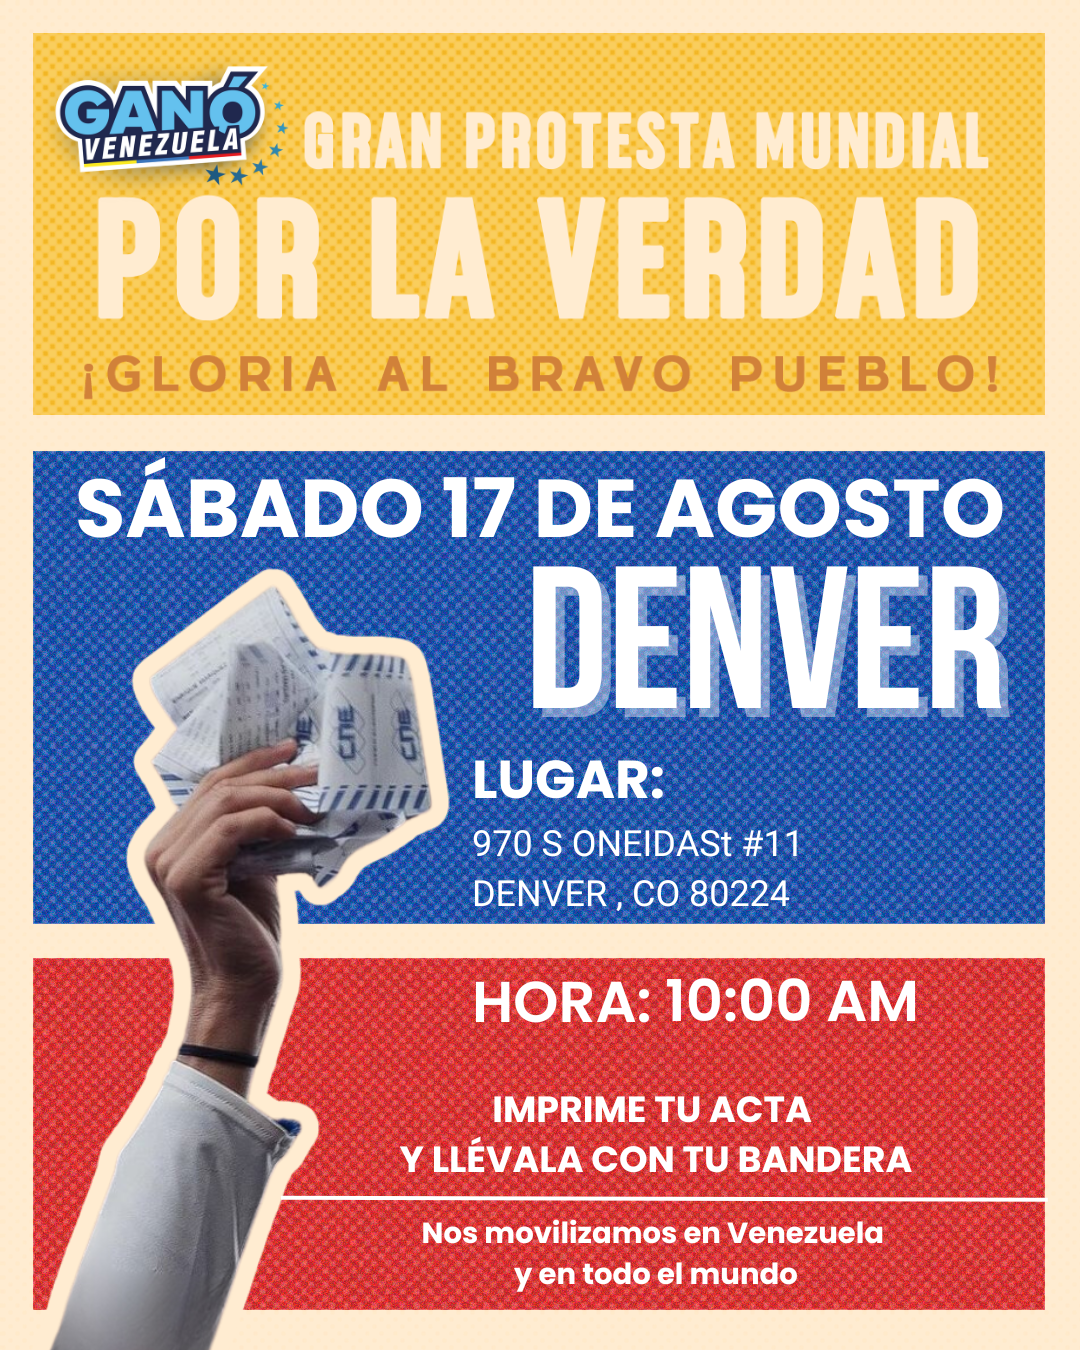 GANÓ
VENEZUELA
GRAN PROTESTA MUNDIAL
POR LA VERDAD
¡GLORIA AL BRAVO PUEBLO!
SÁBADO 17 DE AGOSTO
DENVER
CNE
CNE
LUGAR:
970 S ONEIDASt #11
DENVER , CO 80224
HORA: 10:00 AM
IMPRIME TU ACTA
Y LLÉVALA CON TU BANDERA
Nos movilizamos en Venezuela
y en todo el mundo